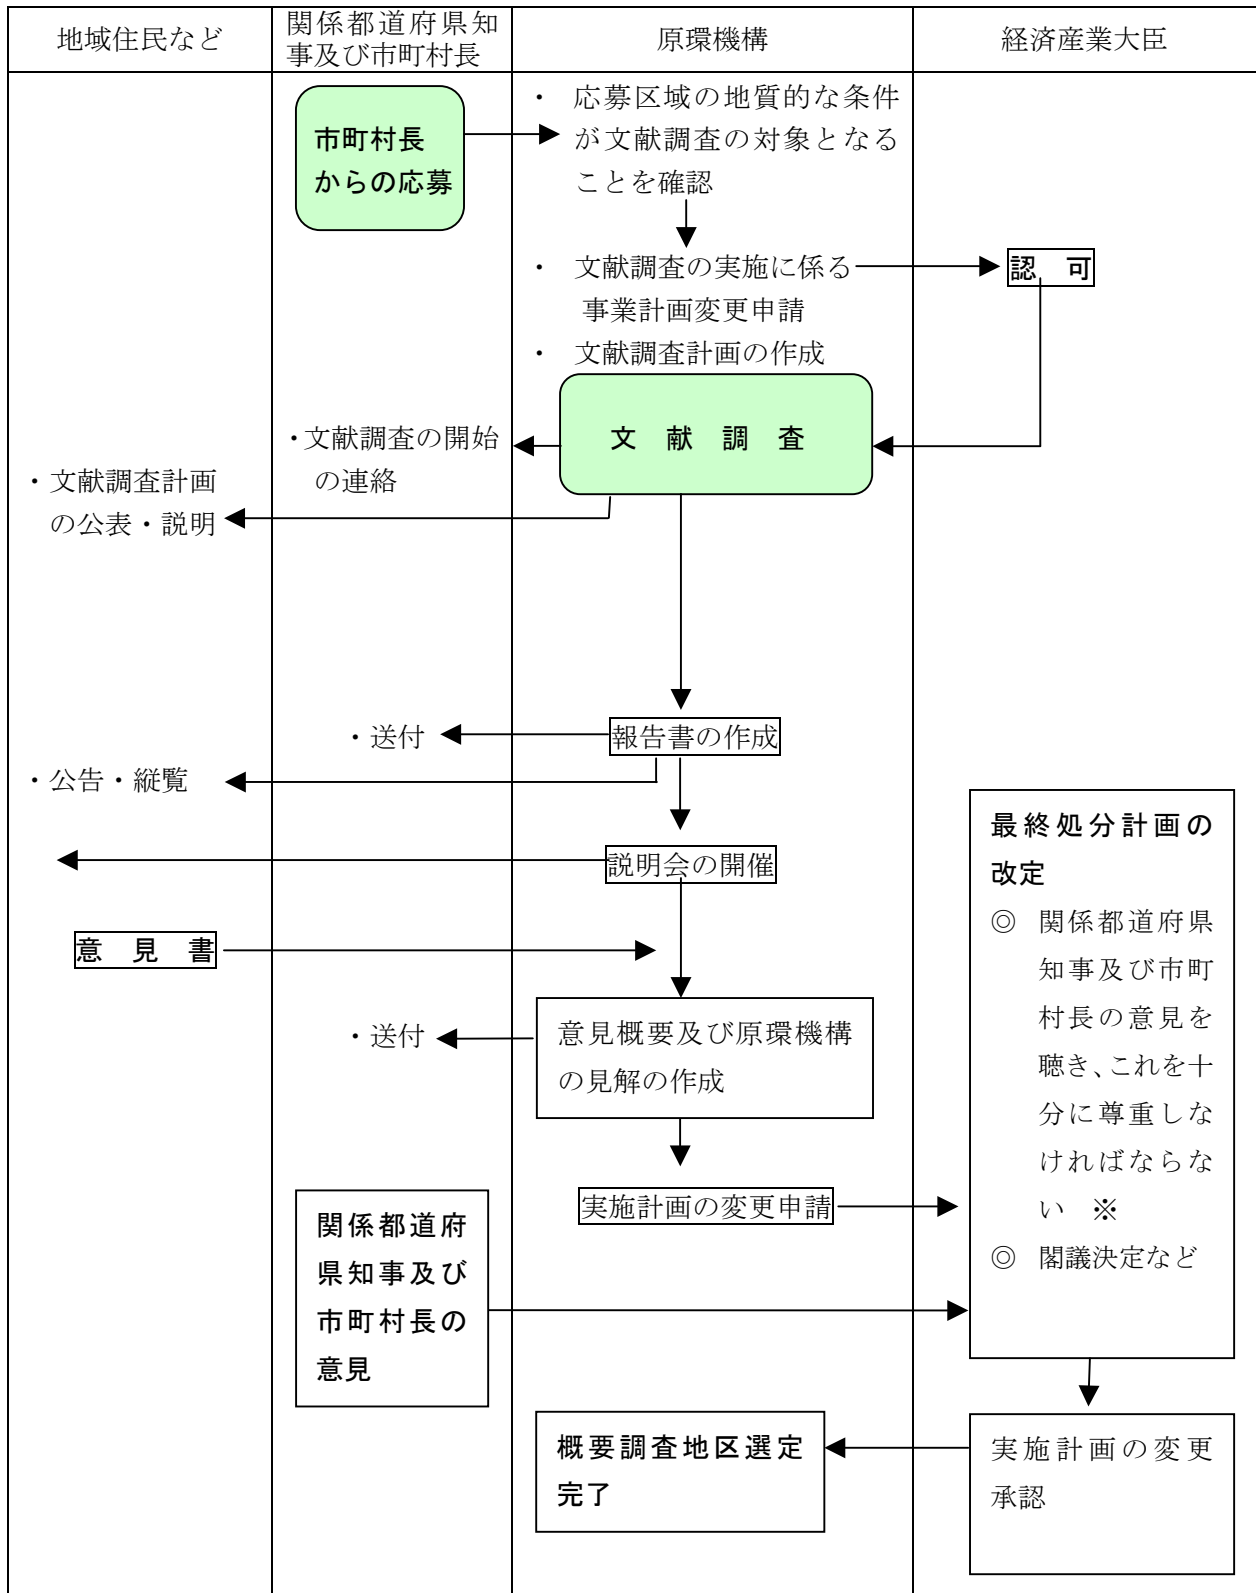 地域住民など
関係都道府県知
事及び市町村長
原環機構
経済産業大臣
市町村長
からの応募
・ 応募区域の地質的な条件
が文献調査の対象となる
ことを確認
・ 文献調査の実施に係る
事業計画変更申請
認 可
・ 文献調査計画の作成
文 献 調 査
・文献調査の開始
の連絡
・文献調査計画
の公表・説明
報告書の作成
・送付
・公告・縦覧
説明会の開催
意 見 書
意見概要及び原環機構
の見解の作成
・送付
実施計画の変更申請
関係都道府
県知事及び
市町村長の
意見
最終処分計画の
改定
◎ 関係都道府県
知事及び市町
村長の意見を
聴き、これを十
分に尊重しな
ければならな
い ※
◎ 閣議決定など
実施計画の変更
承認
概要調査地区選定
完了